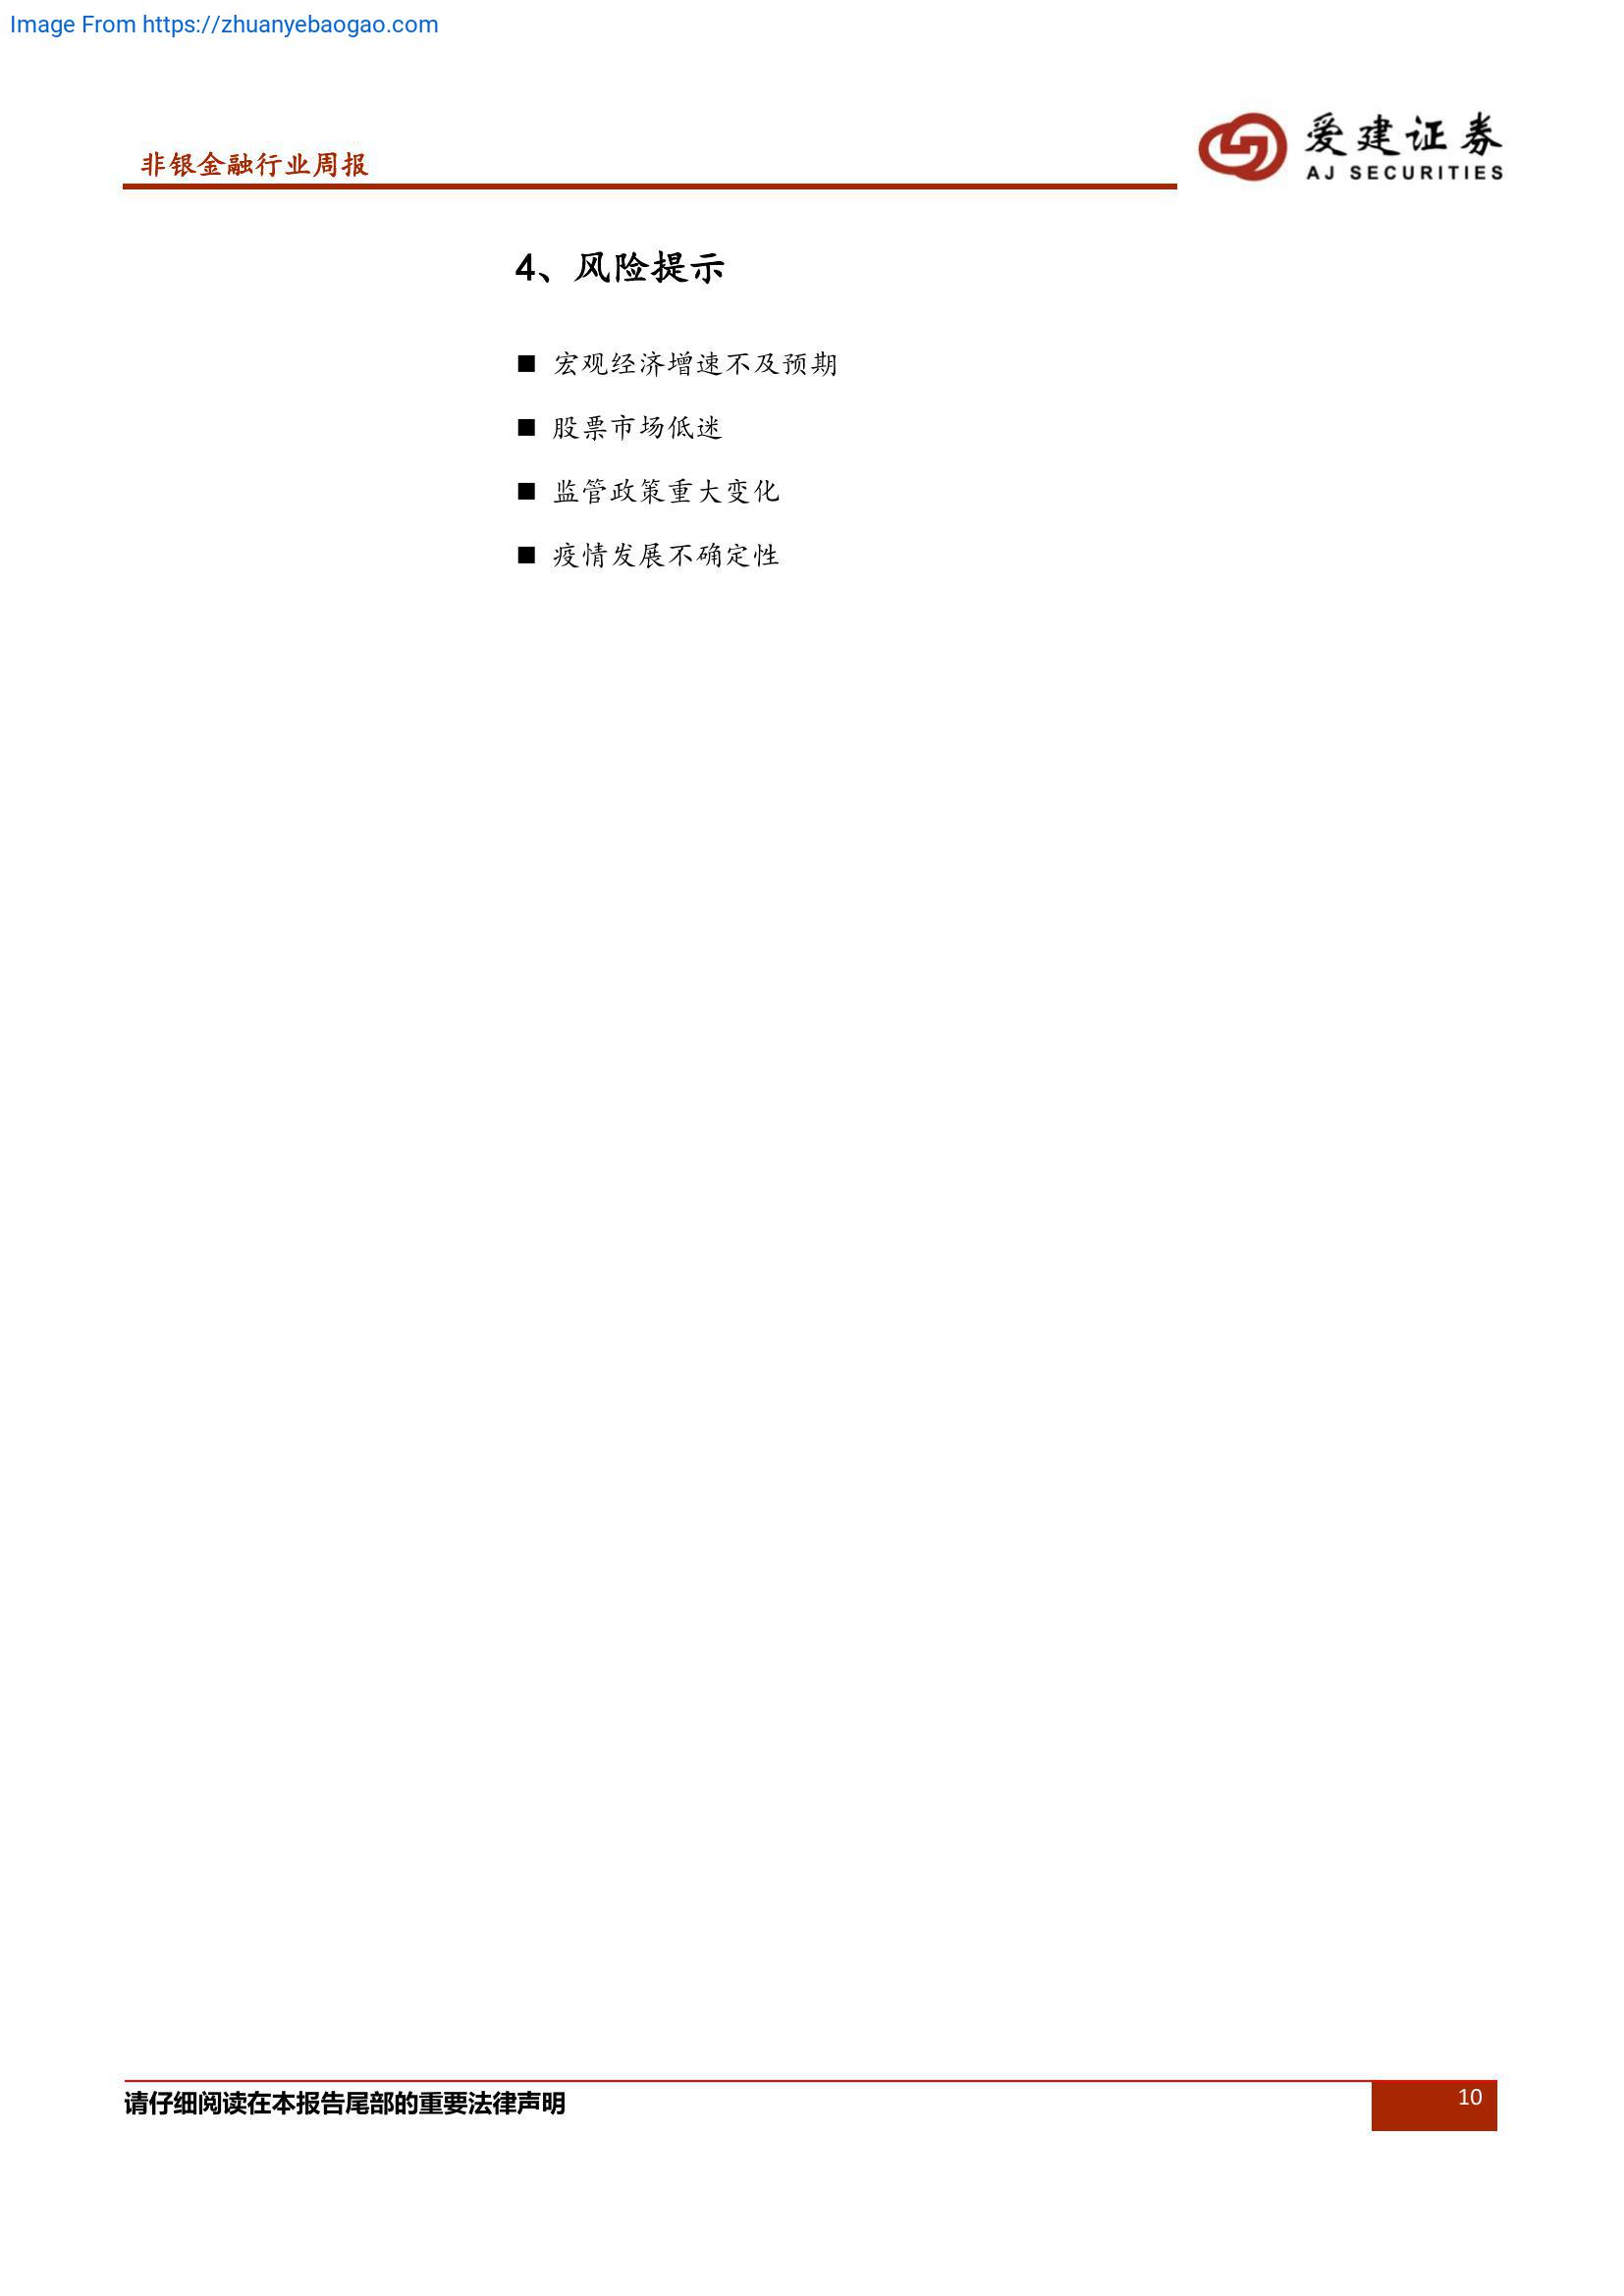 Image From https://zhuanyebaogao.com
非银金融行业周报
爱建证券
AJ SECURITIES
4、风险提示
■ 宏观经济增速不及预期
■ 股票市场低迷
■ 监管政策重大变化
■ 疫情发展不确定性
请仔细阅读在本报告尾部的重要法律声明
10